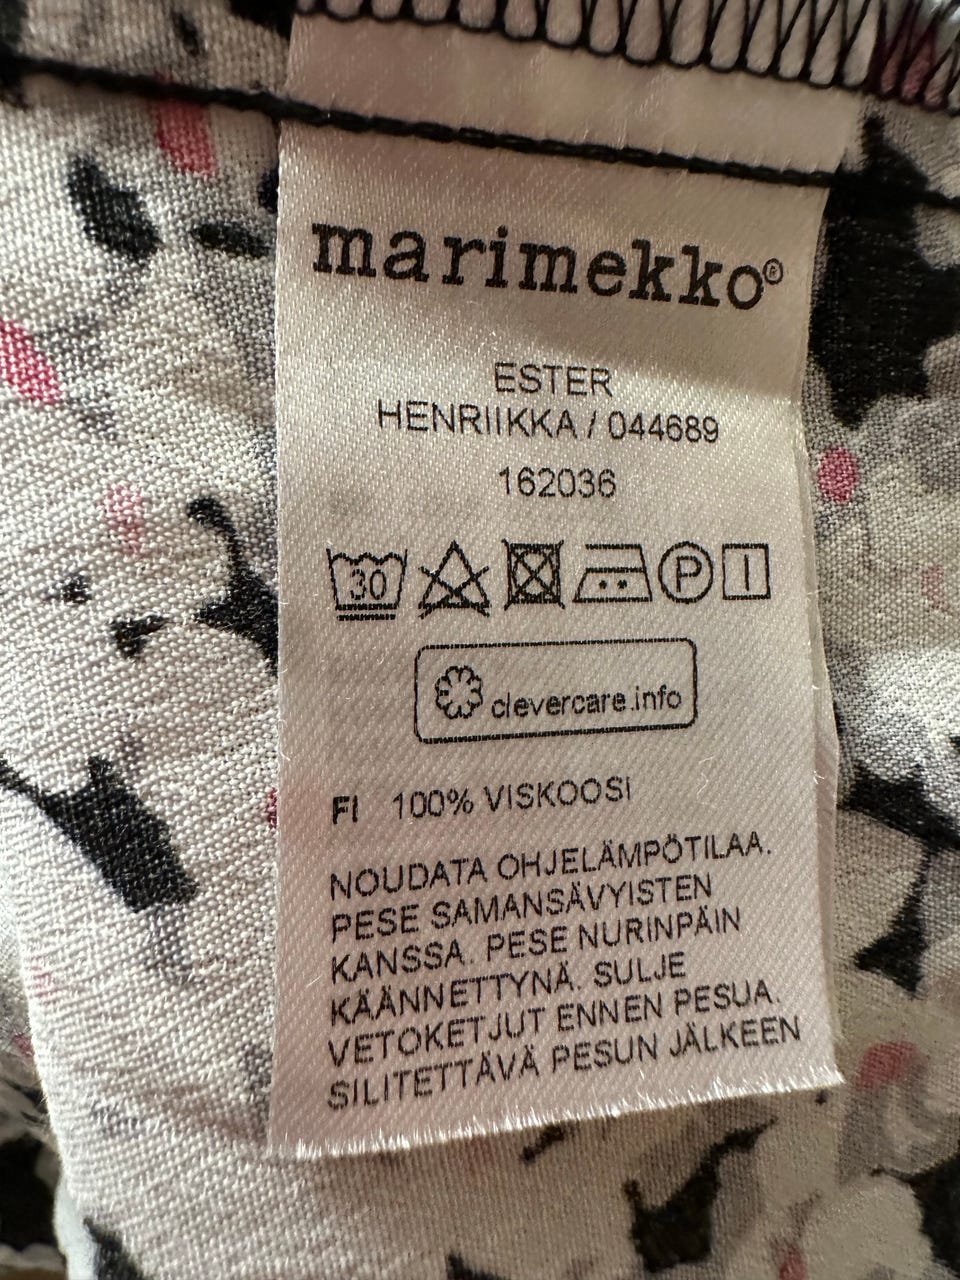 marimekko®
ESTER
HENRIIKKA / 044689
162036
30 P I
clevercare.info
FI 100% VISKOOSI
NOUDATA OHJELÄMPÖTILAA.
PESE SAMANSÄVYISTEN
KANSSA. PESE NURINPÄIN
KÄÄNNETTYNÄ. SULJE
VETOKETJUT ENNEN PESUA.
SILITETTÄVÄ PESUN JÄLKEEN